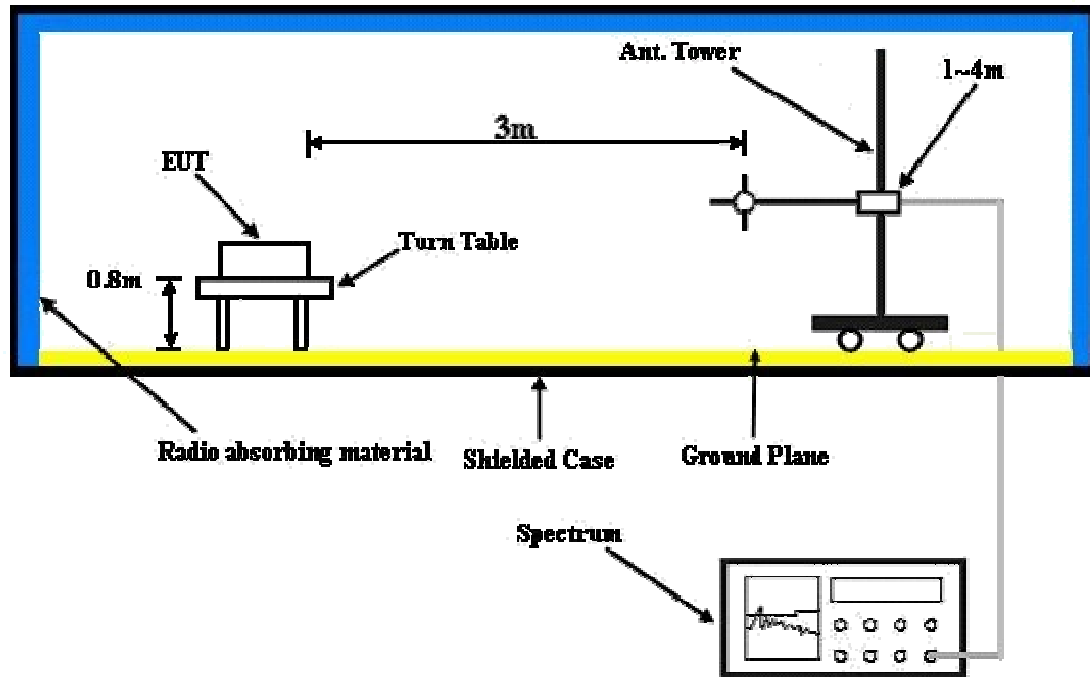 Ant. Tower
1~4m
3m
EUT
Turn Table
0.8m
Radio absorbing material
Shielded Case
Ground Plane
Spectrum